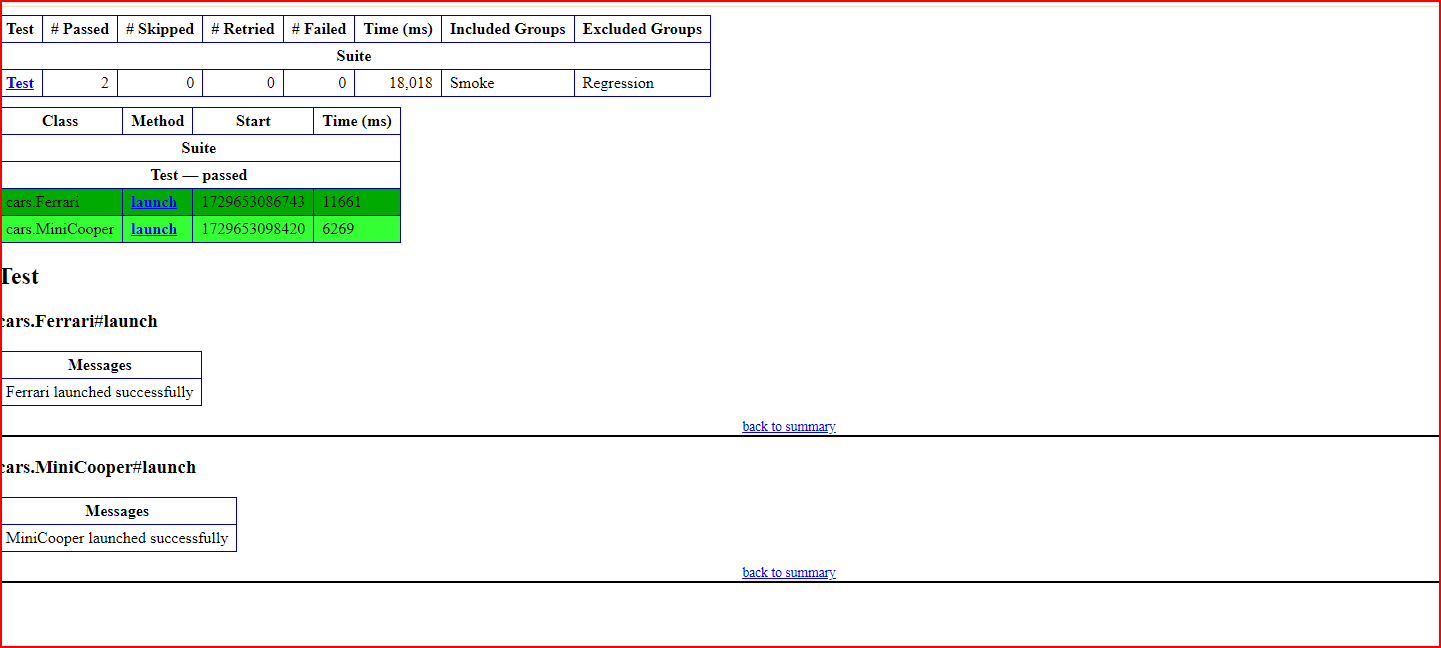 Test # Passed # Skipped # Retried # Failed Time (ms) Included Groups Excluded Groups
Suite
Test 2 0 0 0 18,018 Smoke Regression
Class Method Start Time (ms)
Suite
Test — passed
cars.Ferrari launch 1729653086743 11661
cars.MiniCooper launch 1729653098420 6269
Test
cars.Ferrari#launch
Messages
Ferrari launched successfully
back to summary
cars.MiniCooper#launch
Messages
MiniCooper launched successfully
back to summary